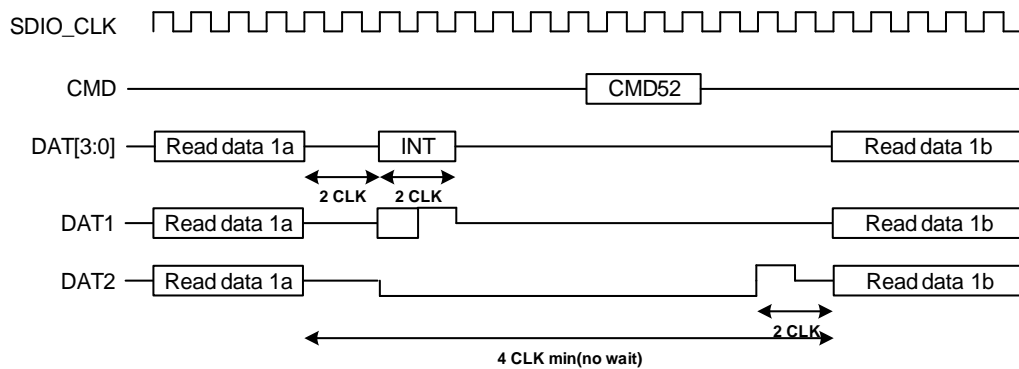 SDIO_CLK
CMD CMD52
DAT[3:0] Read data 1a INT Read data 1b
2 CLK 2 CLK
DAT1 Read data 1a Read data 1b
DAT2 Read data 1a Read data 1b
2 CLK
4 CLK min(no wait)